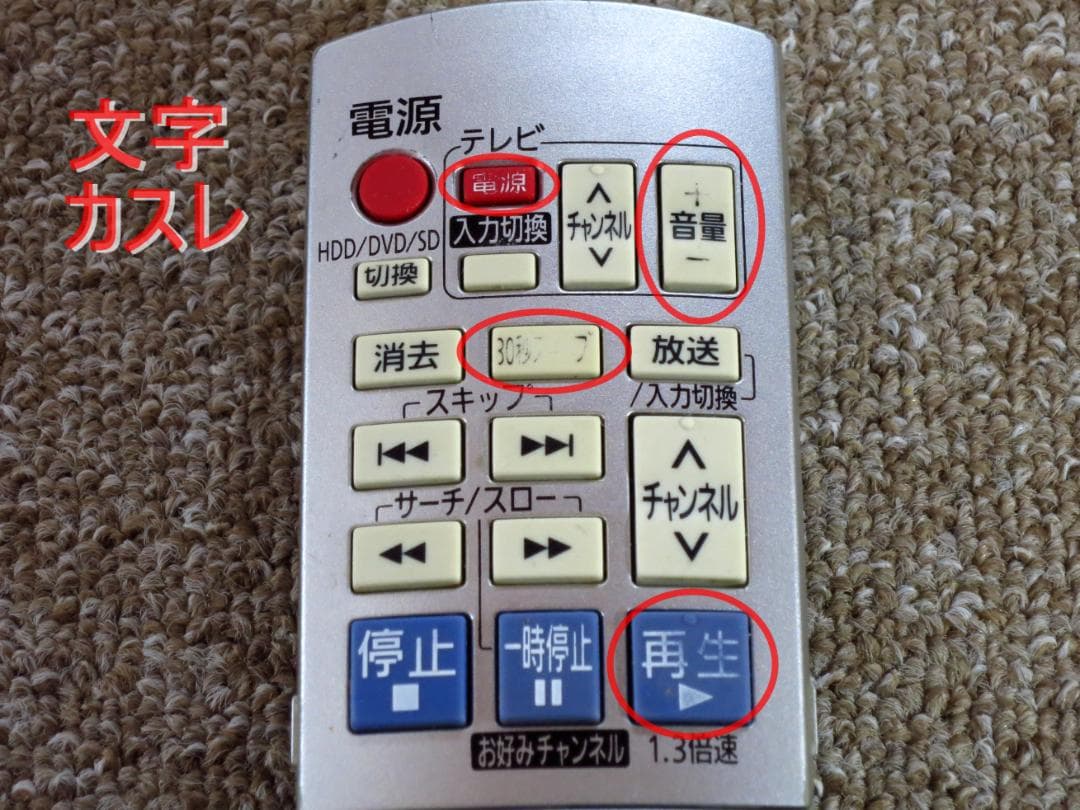 文字
カスレ
電源
テレビ
電源
チャンネル
+
音量
-
入力切換
HDD/DVD/SD
切換
消去
30秒
放送
/入力切換
スキップ
チャンネル
サーチ/スロー
停止
一時停止
再生
お好みチャンネル
1.3倍速